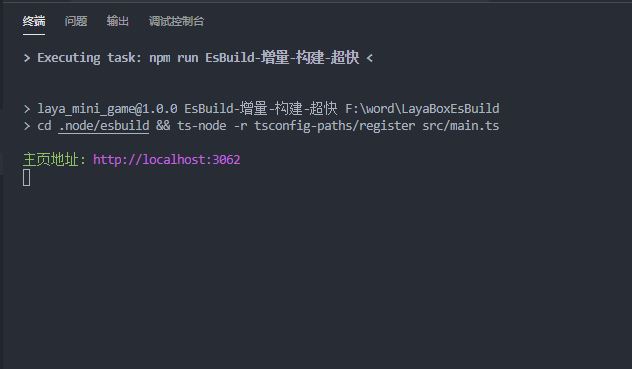 终端 问题 输出 调试控制台
> Executing task: npm run EsBuild-增量-构建-超快 <
> laya_mini_game@1.0.0 EsBuild-增量-构建-超快 F:\word\LayaBoxEsBuild
> cd .node/esbuild && ts-node -r tsconfig-paths/register src/main.ts
主页地址: http://localhost:3062